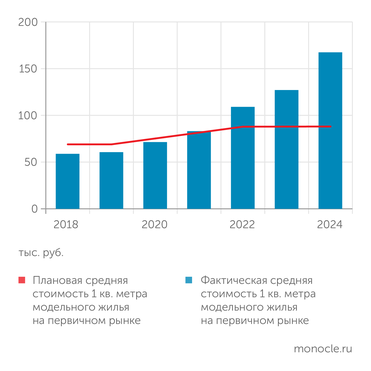 200
150
100
50
0
2018 2020 2022 2024
тыс. руб.
Плановая средняя
стоимость 1 кв. метра
модельного жилья
на первичном рынке
Фактическая средняя
стоимость 1 кв. метра
модельного жилья
на первичном рынке
monocle.ru